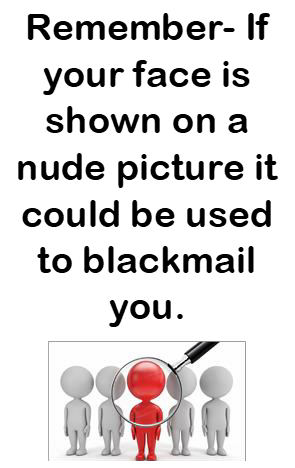 Remember- If
your face is
shown on a
nude picture it
could be used
to blackmail
you.